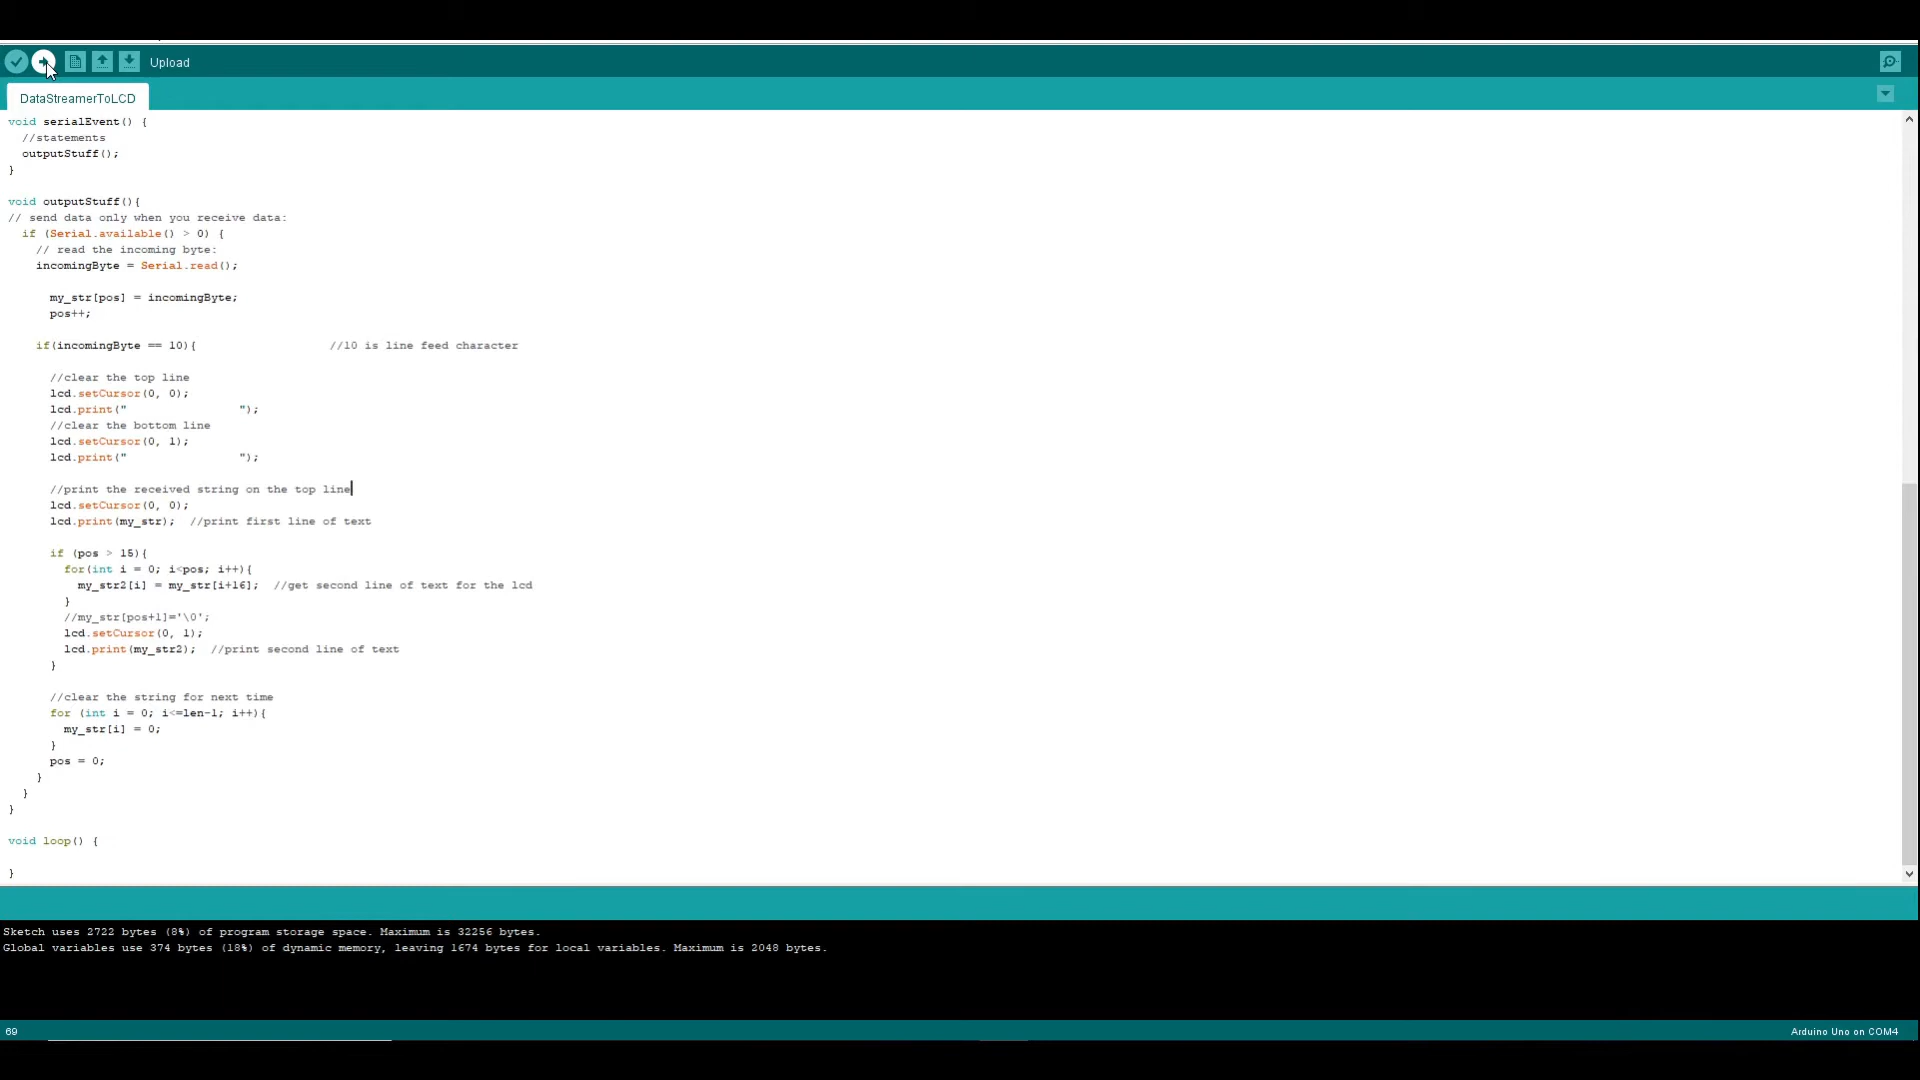 Upload
DataStreamerToLCD
void serialEvent() {
//statements
outputStuff();
}
void outputStuff(){
// send data only when you receive data:
if (Serial.available() > 0) {
// read the incoming byte:
incomingByte = Serial.read();
my_str[pos] = incomingByte;
pos++;
if(incomingByte == 10){ //10 is line feed character
//clear the top line
lcd.setCursor(0, 0);
lcd.print("                ");
//clear the bottom line
lcd.setCursor(0, 1);
lcd.print("                ");
//print the received string on the top line
lcd.setCursor(0, 0);
lcd.print(my_str); //print first line of text
if (pos > 15){
for(int i = 0; i<pos; i++){
my_str2[i] = my_str[i+16]; //get second line of text for the lcd
}
//my_str[pos+1]='\0';
lcd.setCursor(0, 1);
lcd.print(my_str2); //print second line of text
}
//clear the string for next time
for (int i = 0; i<=len-1; i++){
my_str[i] = 0;
}
pos = 0;
}
}
}
void loop() {
}
Sketch uses 2722 bytes (8%) of program storage space. Maximum is 32256 bytes.
Global variables use 374 bytes (18%) of dynamic memory, leaving 1674 bytes for local variables. Maximum is 2048 bytes.
69
Arduino Uno on COM4